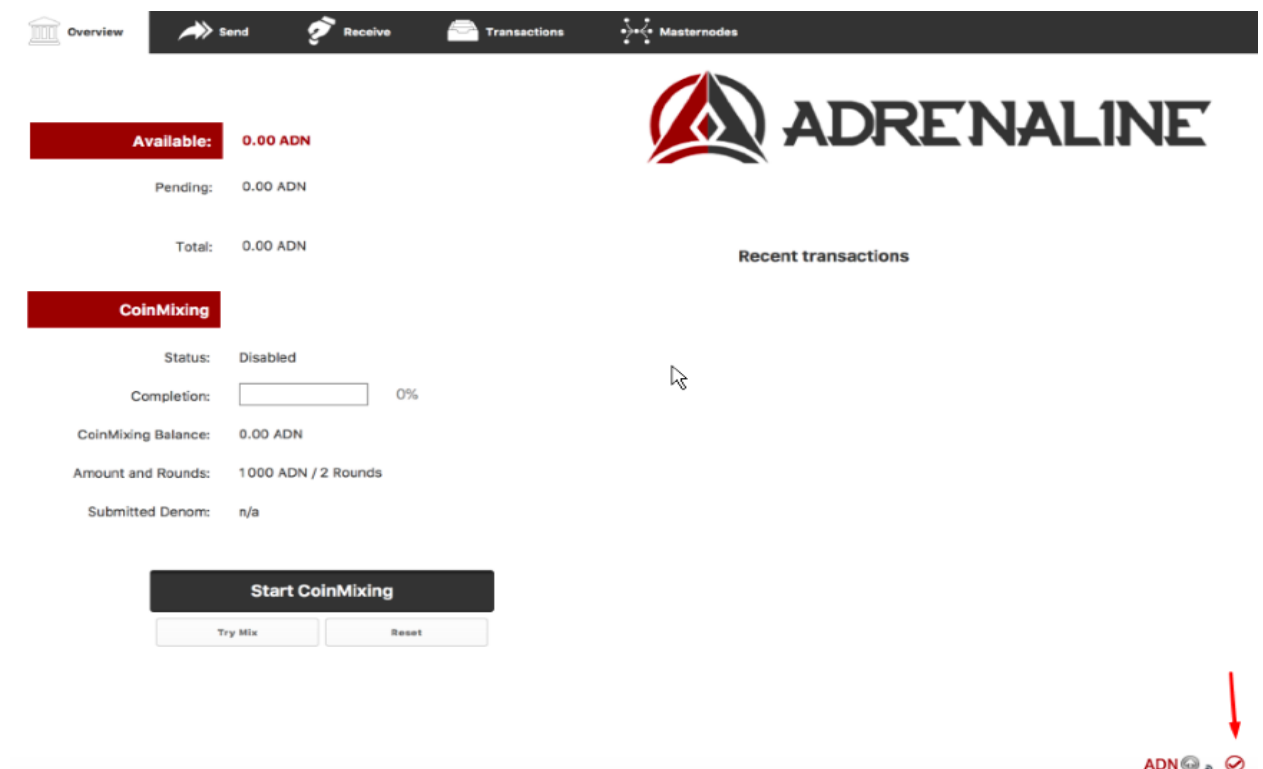 Overview Send Receive Transactions Masternodes
ADRENALINE
Available: 0.00 ADN
Pending: 0.00 ADN
Total: 0.00 ADN
Recent transactions
CoinMixing
Status: Disabled
Completion: 0%
CoinMixing Balance: 0.00 ADN
Amount and Rounds: 1000 ADN / 2 Rounds
Submitted Denom: n/a
Start CoinMixing
Try Mix Reset
ADN